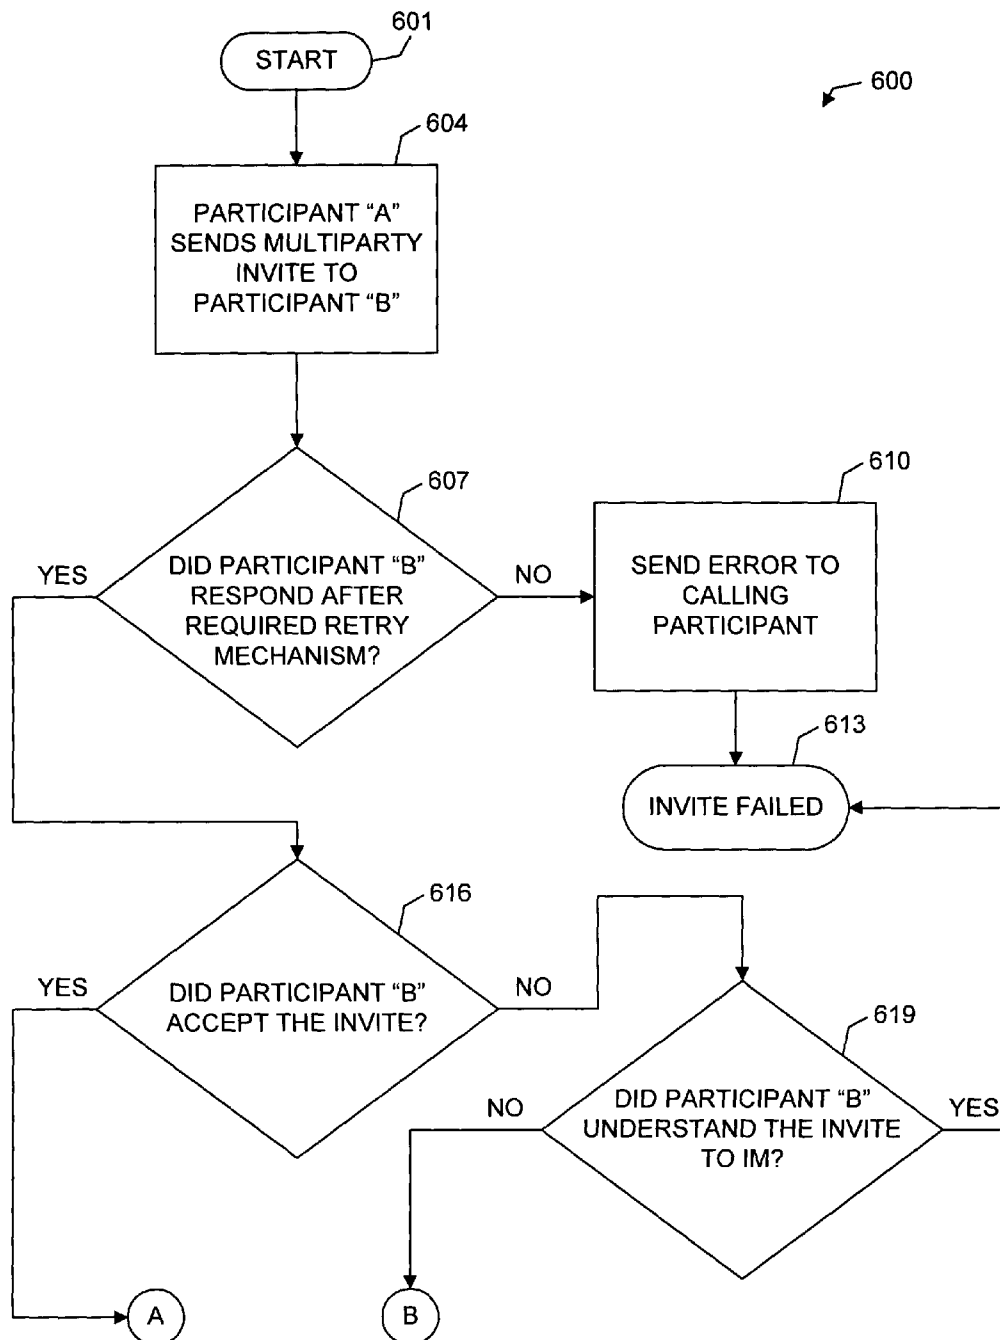 601
START
600
604
PARTICIPANT “A”
SENDS MULTIPARTY
INVITE TO
PARTICIPANT “B”
607
610
YES
DID PARTICIPANT “B”
RESPOND AFTER
REQUIRED RETRY
MECHANISM?
NO
SEND ERROR TO
CALLING
PARTICIPANT
613
INVITE FAILED
616
YES
DID PARTICIPANT “B”
ACCEPT THE INVITE?
NO
619
NO
DID PARTICIPANT “B”
UNDERSTAND THE INVITE
TO IM?
YES
A
B